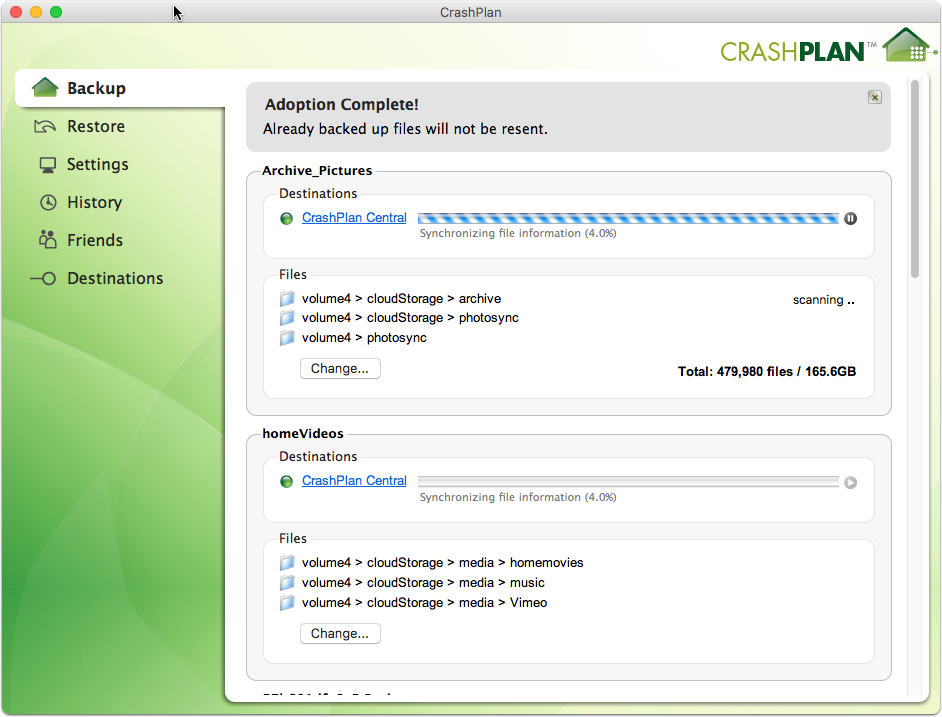 CrashPlan
CRASHPLAN™
Backup
Restore
Settings
History
Friends
Destinations
Adoption Complete!
Already backed up files will not be resent.
Archive_Pictures
Destinations
CrashPlan Central
Synchronizing file information (4.0%)
Files
volume4 > cloudStorage > archive
scanning ..
volume4 > cloudStorage > photosync
volume4 > photosync
Change...
Total: 479,980 files / 165.6GB
homeVideos
Destinations
CrashPlan Central
Synchronizing file information (4.0%)
Files
volume4 > cloudStorage > media > homemovies
volume4 > cloudStorage > media > music
volume4 > cloudStorage > media > Vimeo
Change...